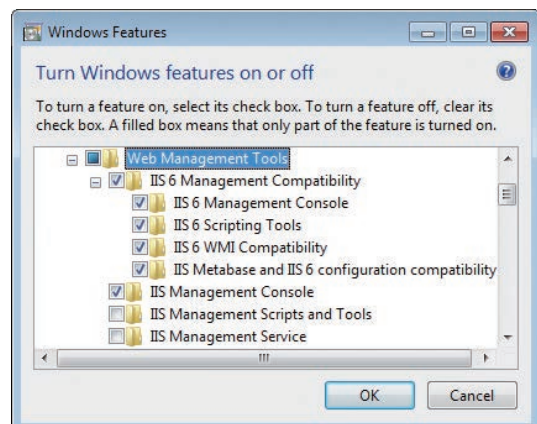 Windows Features
Turn Windows features on or off
To turn a feature on, select its check box. To turn a feature off, clear its
check box. A filled box means that only part of the feature is turned on.
Web Management Tools
IIS 6 Management Compatibility
IIS 6 Management Console
IIS 6 Scripting Tools
IIS 6 WMI Compatibility
IIS Metabase and IIS 6 configuration compatibility
IIS Management Console
IIS Management Scripts and Tools
IIS Management Service
OK Cancel